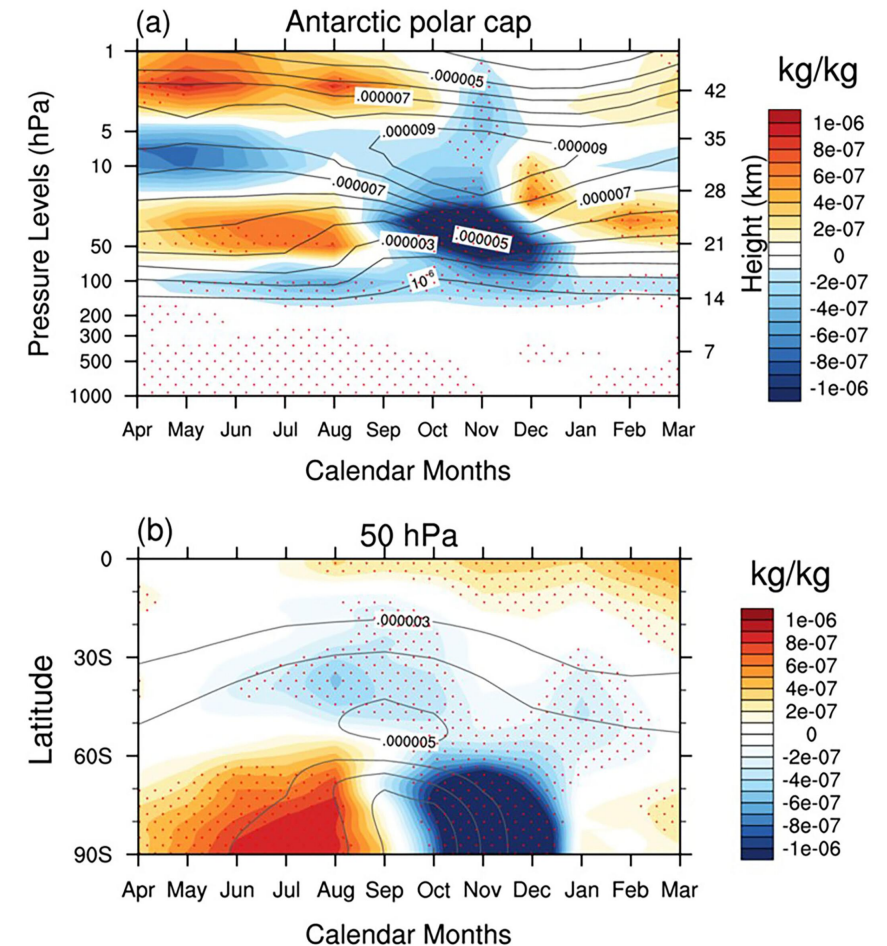 (a) Antarctic polar cap
kg/kg
Pressure Levels (hPa)
1
5
10
50
100
200
300
500
1000
.000005
.000007
.000009
.000009
.000007
.000007
.000003
.000005
10-6
42
35
28
21
14
7
Height (km)
1e-06
8e-07
6e-07
4e-07
2e-07
0
-2e-07
-4e-07
-6e-07
-8e-07
-1e-06
Apr May Jun Jul Aug Sep Oct Nov Dec Jan Feb Mar
Calendar Months
(b) 50 hPa
kg/kg
Latitude
0
30S
60S
90S
.000003
.000005
1e-06
8e-07
6e-07
4e-07
2e-07
0
-2e-07
-4e-07
-6e-07
-8e-07
-1e-06
Apr May Jun Jul Aug Sep Oct Nov Dec Jan Feb Mar
Calendar Months